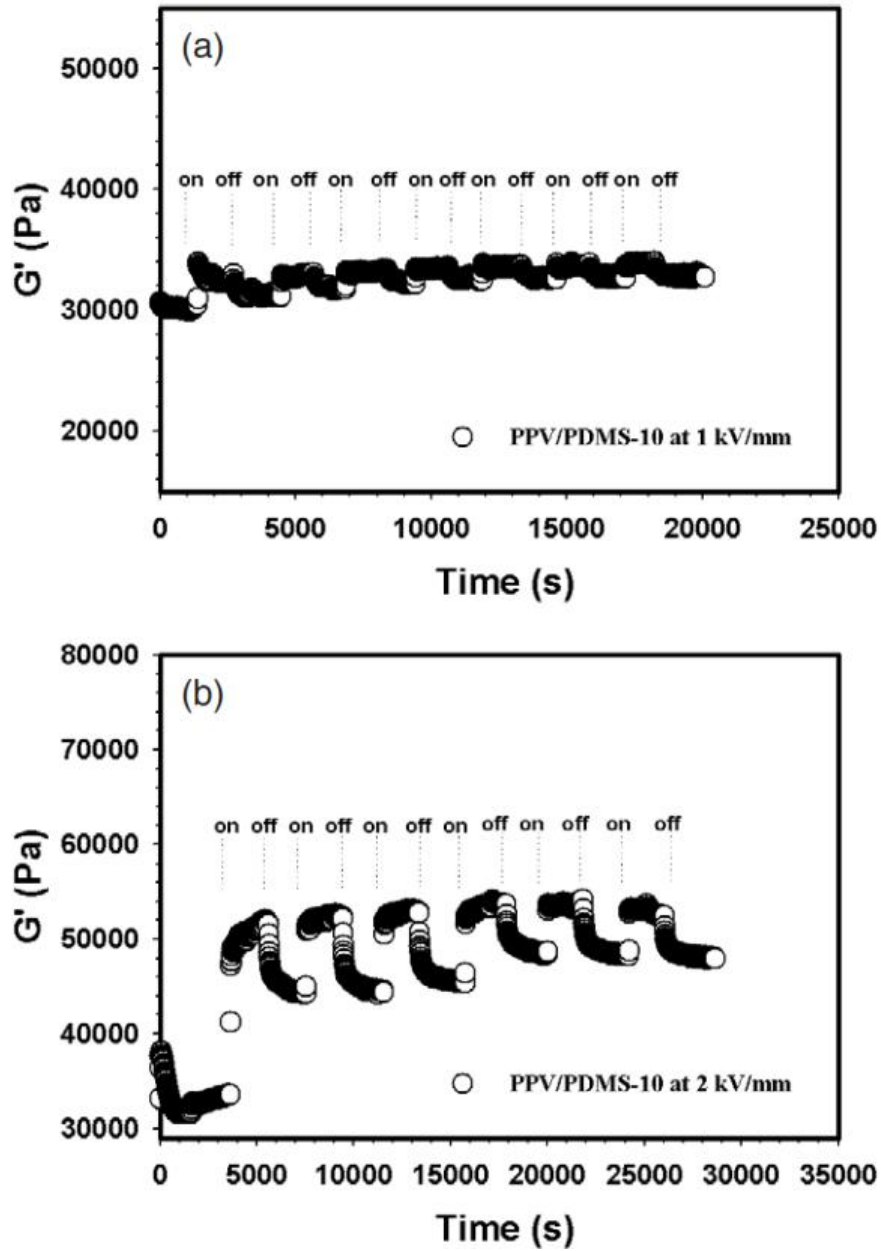 (a)
50000
40000
30000
20000
G' (Pa)
on off on off on off on off on off on off on off
PPV/PDMS-10 at 1 kV/mm
0 5000 10000 15000 20000 25000
Time (s)
(b)
80000
70000
60000
50000
40000
30000
G' (Pa)
on off on off on off on off on off on off
PPV/PDMS-10 at 2 kV/mm
0 5000 10000 15000 20000 25000 30000 35000
Time (s)